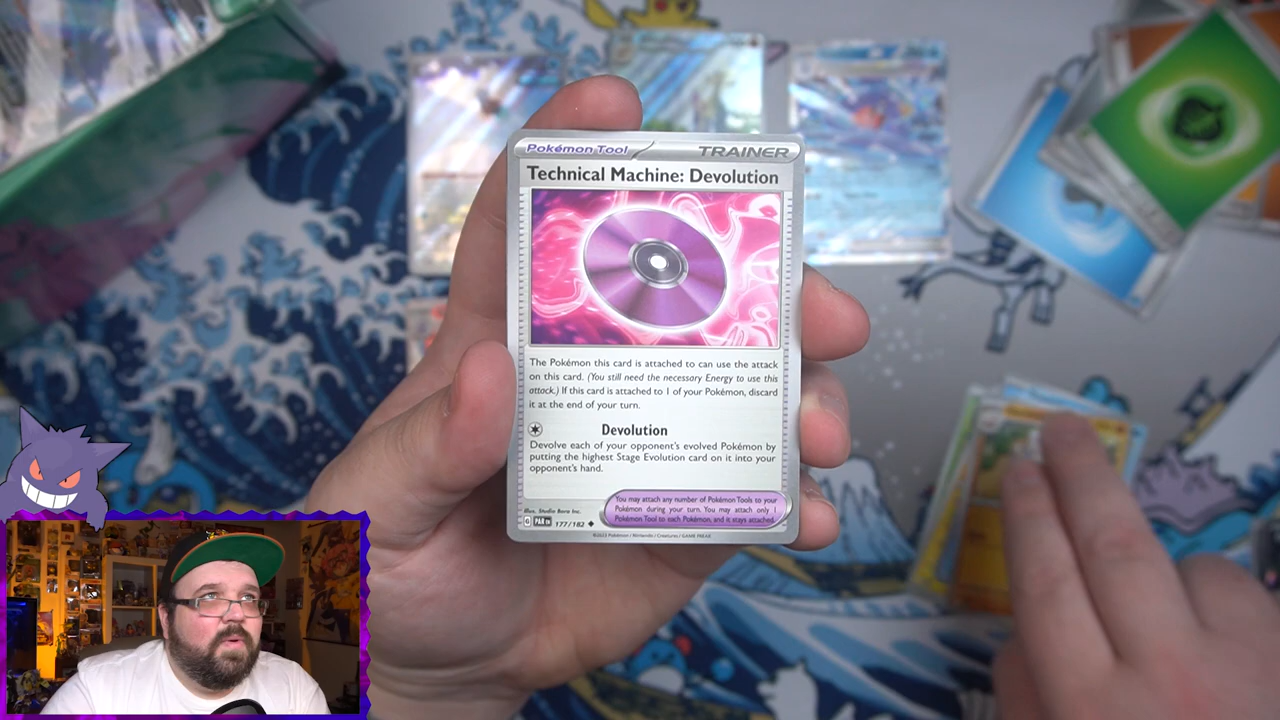 Pokémon Tool TRAINER
Technical Machine: Devolution
The Pokémon this card is attached to can use the attack
on this card. (You still need the necessary Energy to use this
attack.) If this card is attached to 1 of your Pokémon, discard
it at the end of your turn.
Devolution
Devolve each of your opponent's evolved Pokémon by
putting the highest Stage Evolution card on it into your
opponent's hand.
You may attach any number of Pokémon Tools to your
Pokémon during your turn. You may attach only 1
Pokémon Tool to each Pokémon, and it stays attached.
Illus. Studio Bora Inc.
G PAR EN 177/182
©2023 Pokémon / Nintendo / Creatures / GAME FREAK